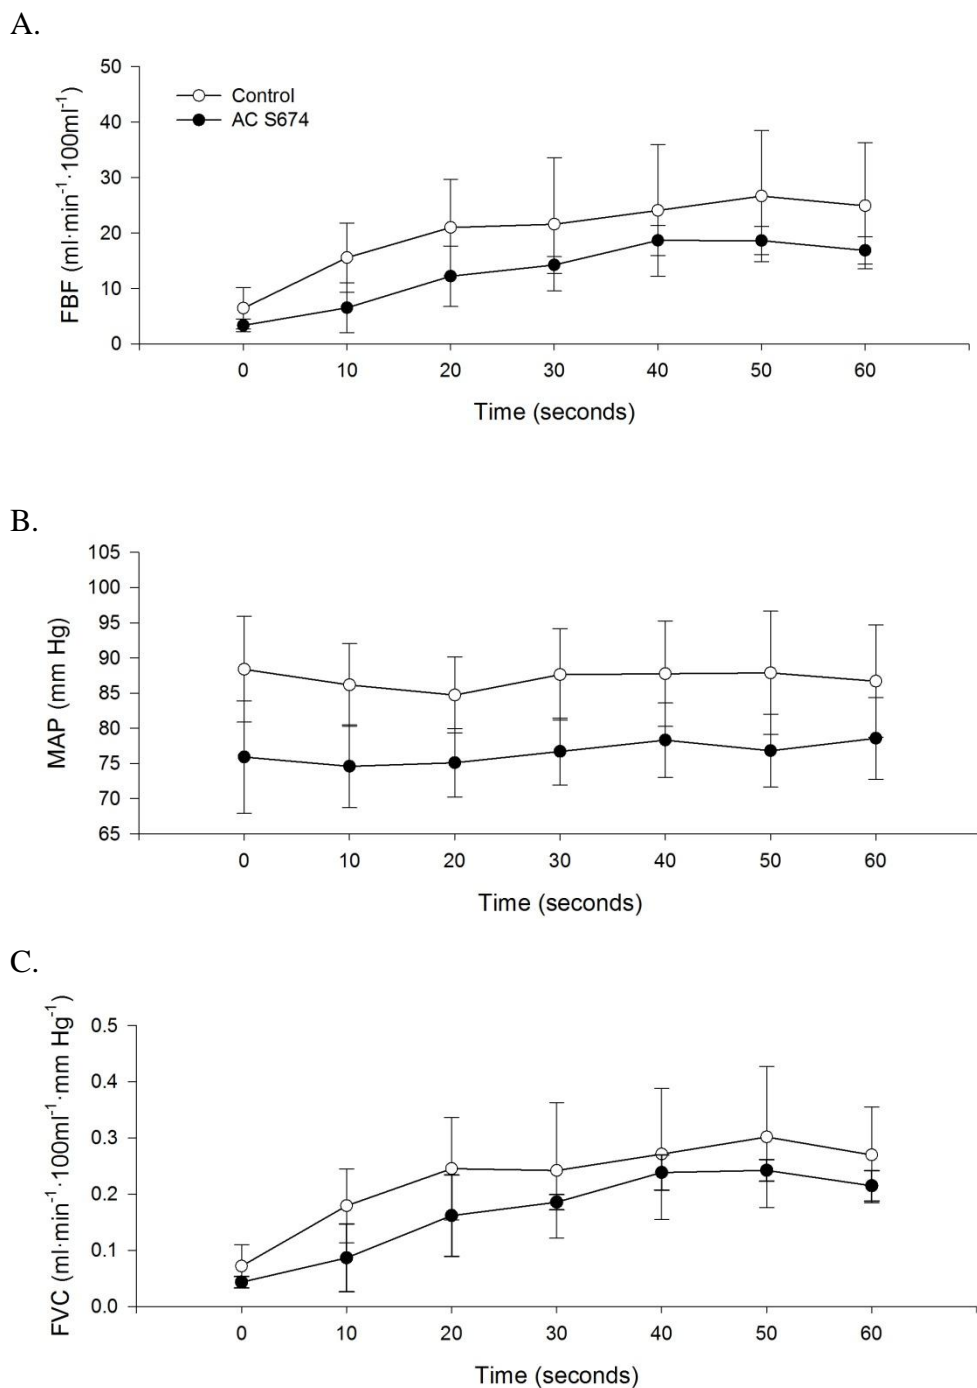 A.
FBF (ml·min⁻¹·100ml⁻¹)
50
40
30
20
10
0
Control
AC S674
0 10 20 30 40 50 60
Time (seconds)
B.
MAP (mm Hg)
105
100
95
90
85
80
75
70
65
0 10 20 30 40 50 60
Time (seconds)
C.
FVC (ml·min⁻¹·100ml⁻¹·mm Hg⁻¹)
0.5
0.4
0.3
0.2
0.1
0.0
0 10 20 30 40 50 60
Time (seconds)